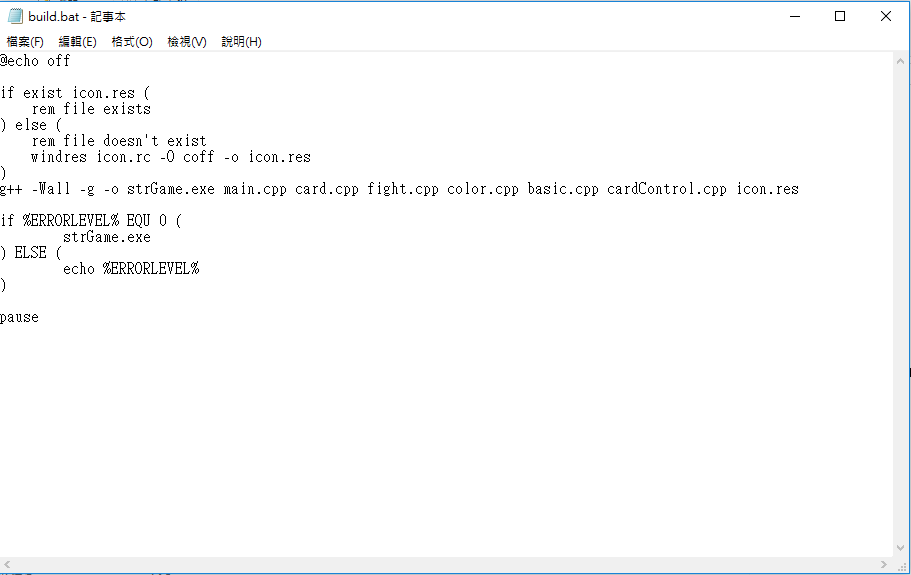 build.bat - 記事本
檔案(F) 編輯(E) 格式(O) 檢視(V) 說明(H)
@echo off
if exist icon.res (
rem file exists
) else (
rem file doesn't exist
windres icon.rc -O coff -o icon.res
)
g++ -Wall -g -o strGame.exe main.cpp card.cpp fight.cpp color.cpp basic.cpp cardControl.cpp icon.res
if %ERRORLEVEL% EQU 0 (
strGame.exe
) ELSE (
echo %ERRORLEVEL%
)
pause